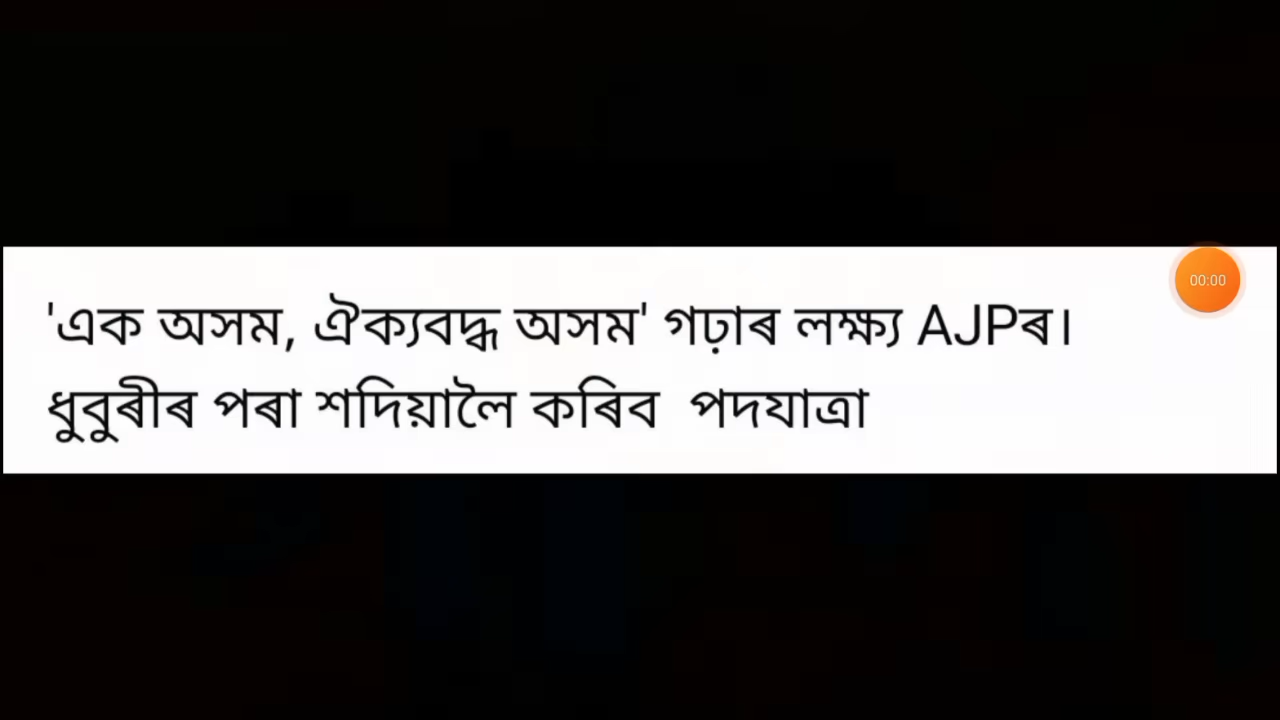 'এক অসম, ঐক্যবদ্ধ অসম' গঢ়াৰ লক্ষ্য AJPৰ।
ধুবুৰীৰ পৰা শদিয়ালৈ কৰিব  পদযাত্ৰা
00:00